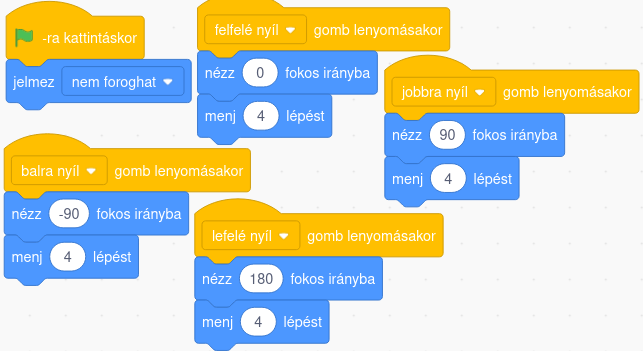 -ra kattintáskor
jelmez nem foroghat
felfelé nyíl gomb lenyomásakor
nézz 0 fokos irányba
menj 4 lépést
jobbra nyíl gomb lenyomásakor
nézz 90 fokos irányba
menj 4 lépést
balra nyíl gomb lenyomásakor
nézz -90 fokos irányba
menj 4 lépést
lefelé nyíl gomb lenyomásakor
nézz 180 fokos irányba
menj 4 lépést